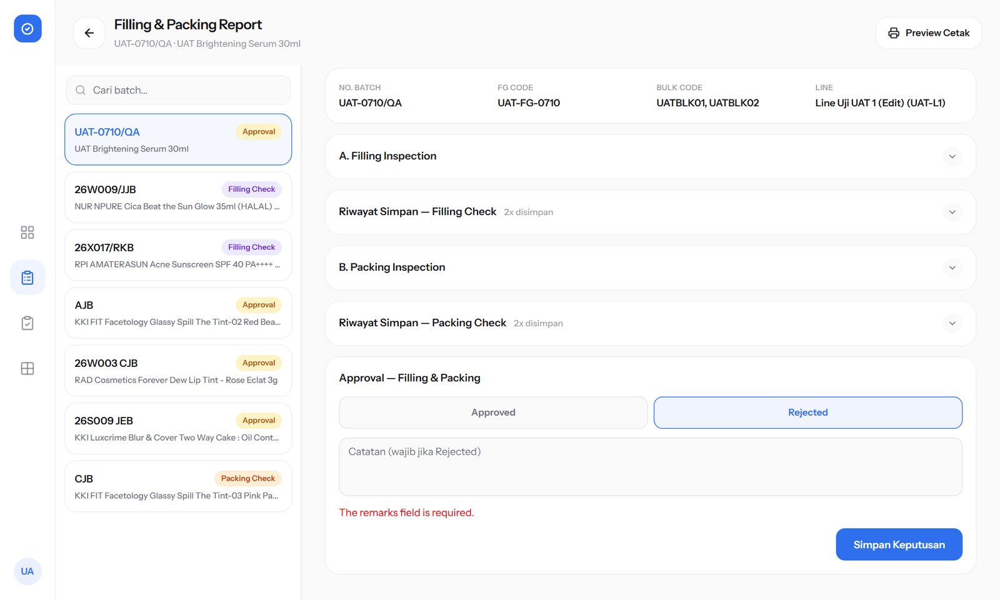 Filling & Packing Report
UAT-0710/QA · UAT Brightening Serum 30ml
Preview Cetak
Cari batch...
UAT-0710/QA
Approval
UAT Brightening Serum 30ml
26W009/JJB
Filling Check
NUR NPURE Cica Beat the Sun Glow 35ml (HALAL) ...
26X017/RKB
Filling Check
RPI AMATERASUN Acne Sunscreen SPF 40 PA++++ ...
AJB
Approval
KKI FIT Facetology Glassy Spill The Tint-02 Red Bea...
26W003 CJB
Approval
RAD Cosmetics Forever Dew Lip Tint - Rose Eclat 3g
26S009 JEB
Approval
KKI Luxcrime Blur & Cover Two Way Cake : Oil Cont...
CJB
Packing Check
KKI FIT Facetology Glassy Spill The Tint-03 Pink Pa...
UA
NO. BATCH
UAT-0710/QA
FG CODE
UAT-FG-0710
BULK CODE
UATBLK01, UATBLK02
LINE
Line Uji UAT 1 (Edit) (UAT-L1)
A. Filling Inspection
Riwayat Simpan — Filling Check 2x disimpan
B. Packing Inspection
Riwayat Simpan — Packing Check 2x disimpan
Approval — Filling & Packing
Approved
Rejected
Catatan (wajib jika Rejected)
The remarks field is required.
Simpan Keputusan